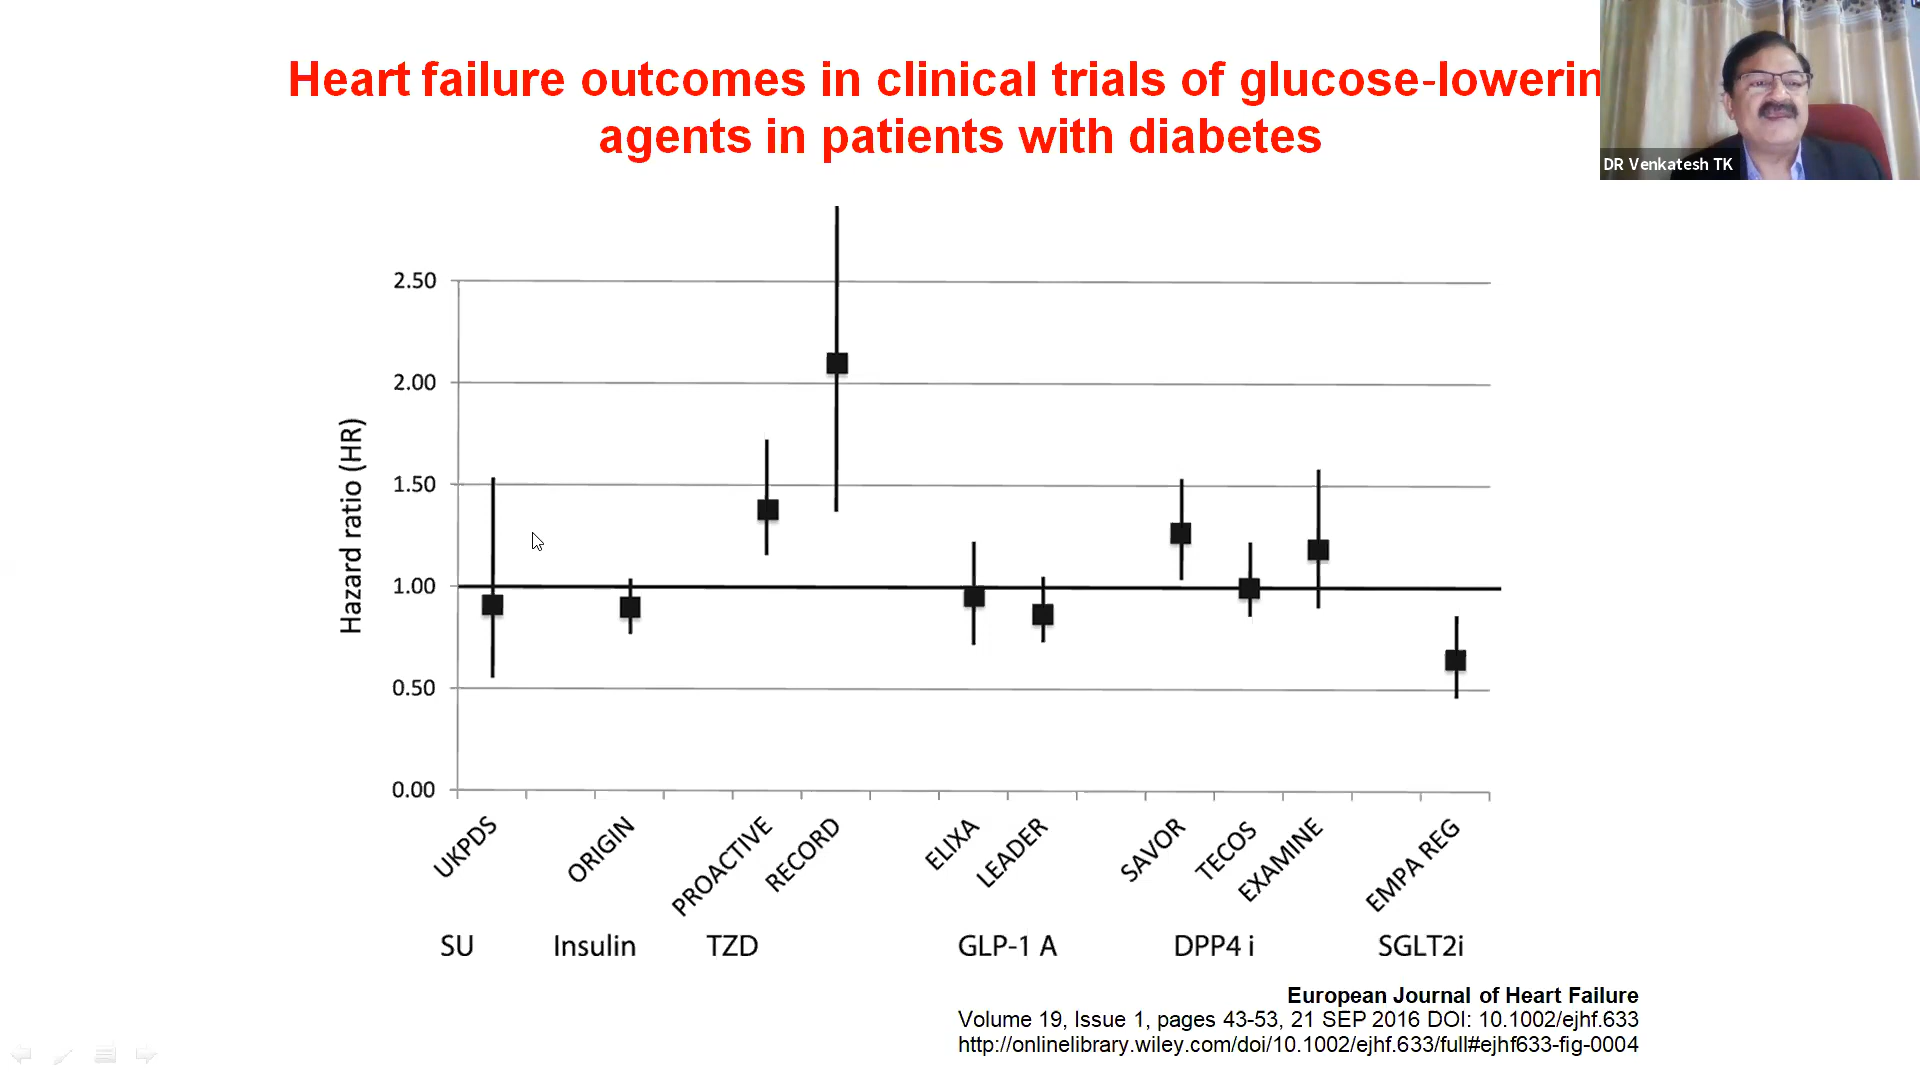 Heart failure outcomes in clinical trials of glucose-lowerin
agents in patients with diabetes
DR Venkatesh TK
Hazard ratio (HR)
2.50
2.00
1.50
1.00
0.50
0.00
UKPDS
ORIGIN
PROACTIVE
RECORD
ELIXA
LEADER
SAVOR
TECOS
EXAMINE
EMPA REG
SU Insulin TZD GLP-1 A DPP4 i SGLT2i
European Journal of Heart Failure
Volume 19, Issue 1, pages 43-53, 21 SEP 2016 DOI: 10.1002/ejhf.633
http://onlinelibrary.wiley.com/doi/10.1002/ejhf.633/full#ejhf633-fig-0004